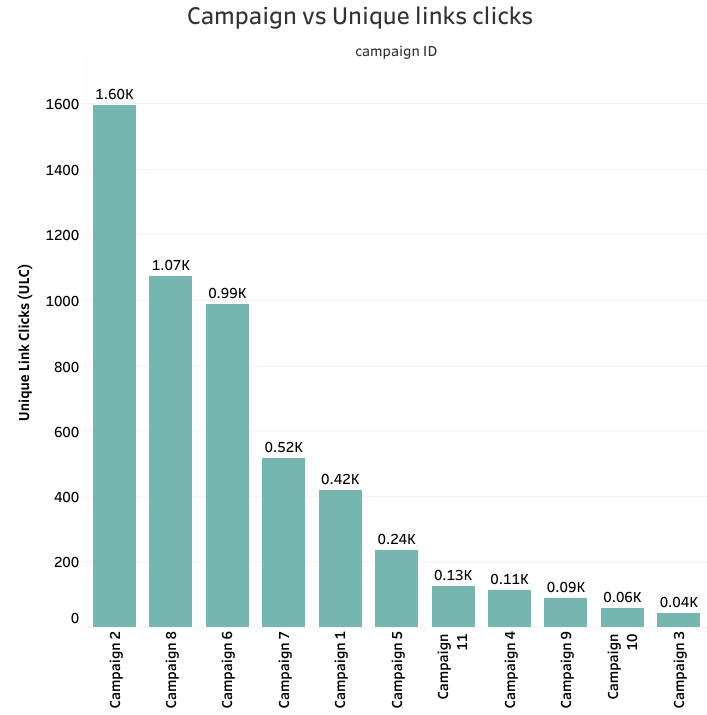 Campaign vs Unique links clicks
campaign ID
Unique Link Clicks (ULC)
1600
1400
1200
1000
800
600
400
200
0
1.60K
1.07K
0.99K
0.52K
0.42K
0.24K
0.13K
0.11K
0.09K
0.06K
0.04K
Campaign 2
Campaign 8
Campaign 6
Campaign 7
Campaign 1
Campaign 5
Campaign
11
Campaign 4
Campaign 9
Campaign
10
Campaign 3